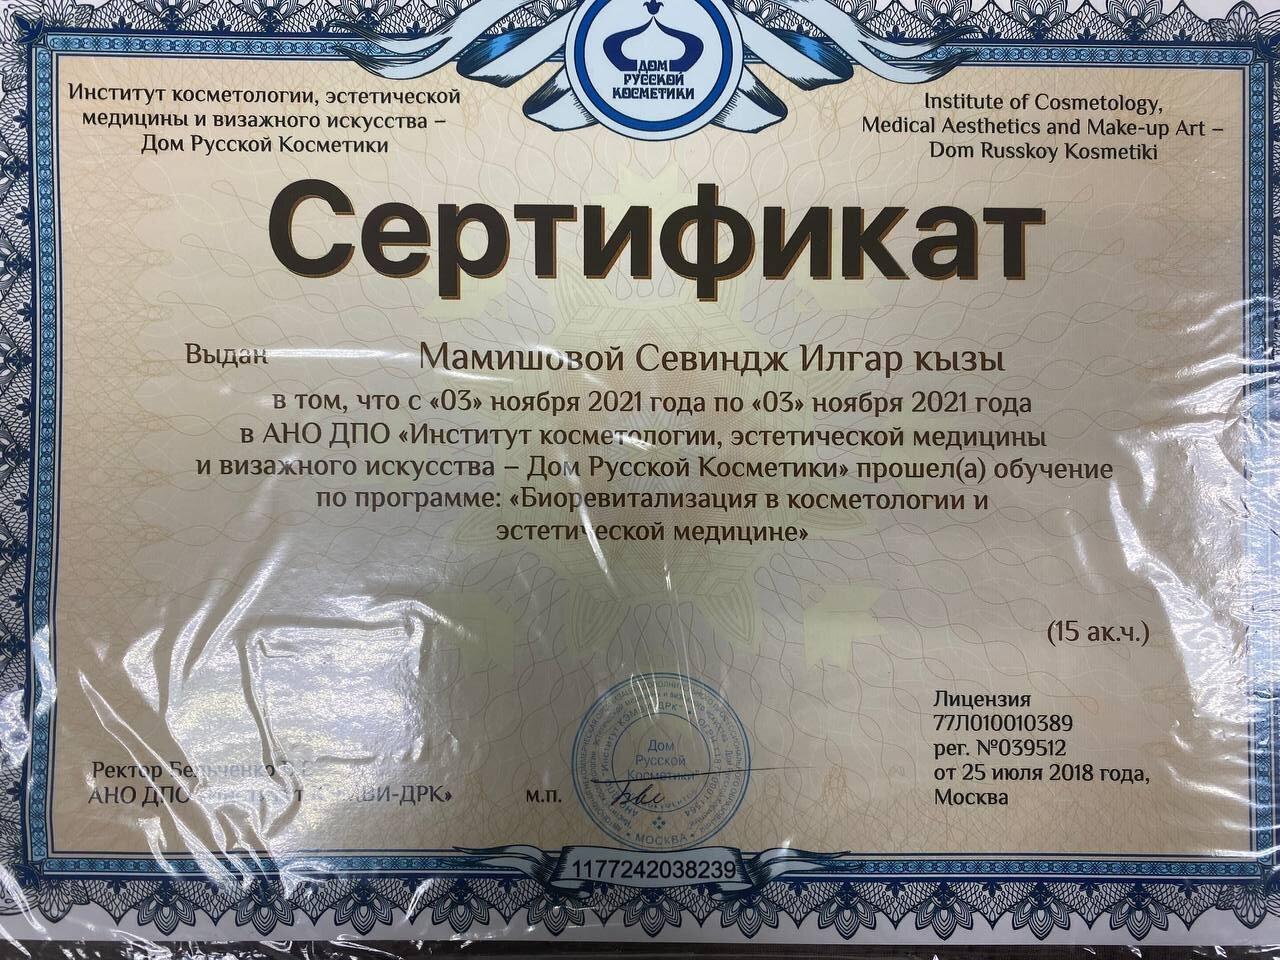 ДОМ
РУССКОЙ
КОСМЕТИКИ
Институт косметологии, эстетической
медицины и визажного искусства –
Дом Русской Косметики
Institute of Cosmetology,
Medical Aesthetics and Make-up Art –
Dom Russkoy Kosmetiki
Сертификат
Выдан Мамишовой Севиндж Илгар кызы
в том, что с «03» ноября 2021 года по «03» ноября 2021 года
в АНО ДПО «Институт косметологии, эстетической медицины
и визажного искусства – Дом Русской Косметики» прошел(а) обучение
по программе: «Биоревитализация в косметологии и
эстетической медицине»
(15 ак.ч.)
Лицензия
77Л010010389
рег. №039512
от 25 июля 2018 года,
Москва
Ректор Бельченко
АНО ДПО
м.п.
Дом
Русской
Косметики
МОСКВА
1177242038239